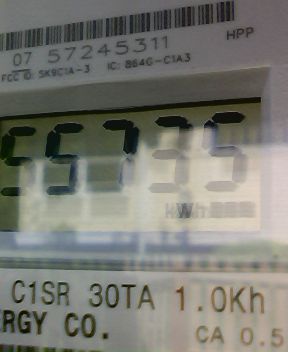 07 57245311
HPP
FCC ID: SK9C1A-3 IC: 864G-C1A3
55735
kWh
C1SR 30TA 1.0Kh
RGY CO.
CA 0.5